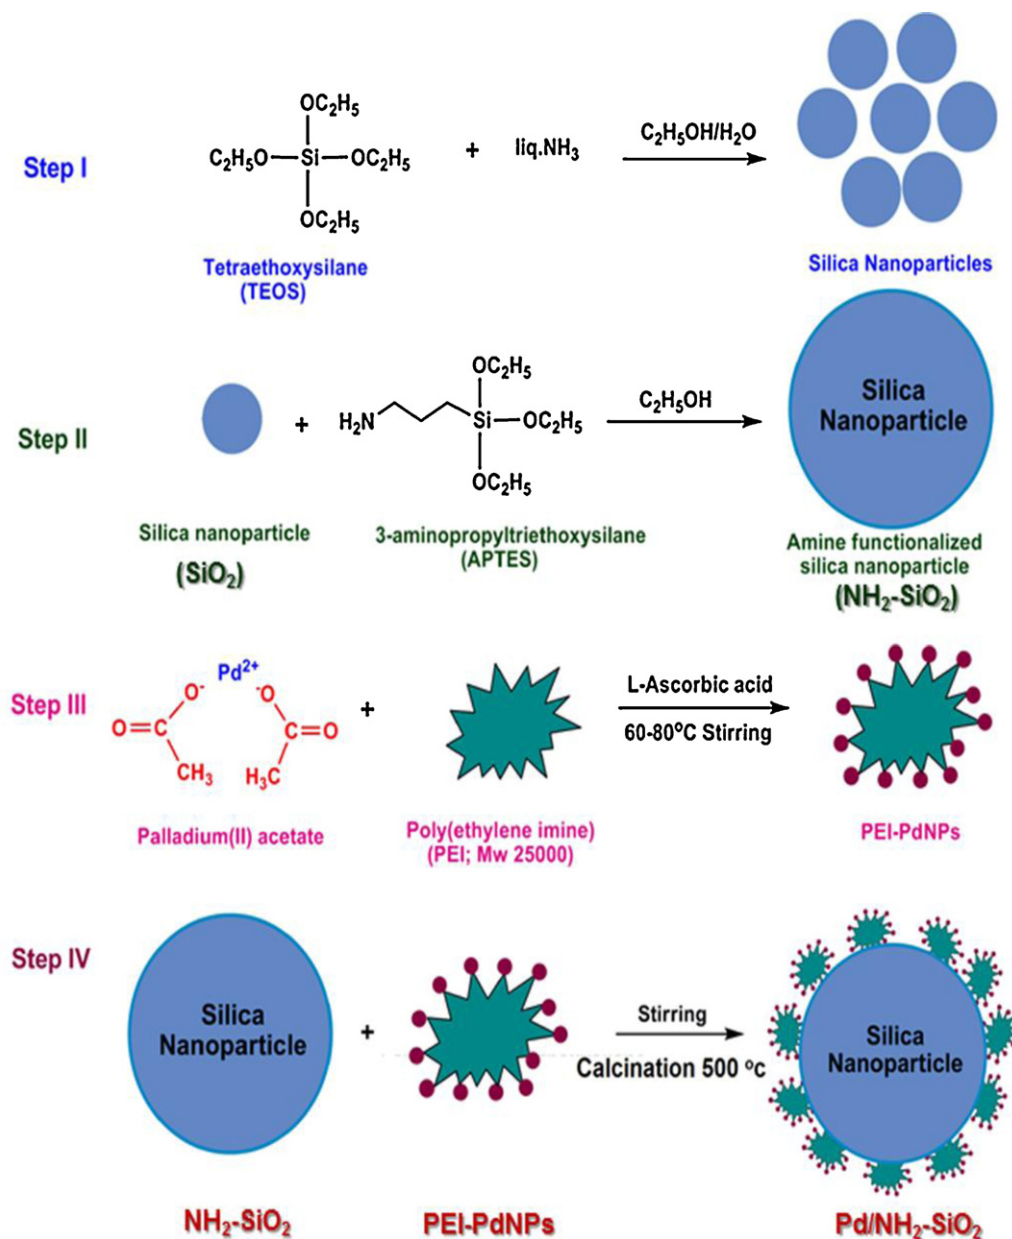 Step I
OC₂H₅
C₂H₅O—Si—OC₂H₅
OC₂H₅
+
liq.NH₃
C₂H₅OH/H₂O
Tetraethoxysilane
(TEOS)
Silica Nanoparticles
Step II
+
H₂N
OC₂H₅
Si—OC₂H₅
OC₂H₅
C₂H₅OH
Silica
Nanoparticle
Silica nanoparticle
(SiO₂)
3-aminopropyltriethoxysilane
(APTES)
Amine functionalized
silica nanoparticle
(NH₂-SiO₂)
Step III
Pd²⁺
O⁻ ⁻O
O=C C=O
CH₃ H₃C
+
L-Ascorbic acid
60-80°C Stirring
Palladium(II) acetate
Poly(ethylene imine)
(PEI; Mw 25000)
PEI-PdNPs
Step IV
Silica
Nanoparticle
+
Stirring
Calcination 500 °c
Silica
Nanoparticle
NH₂-SiO₂
PEI-PdNPs
Pd/NH₂-SiO₂